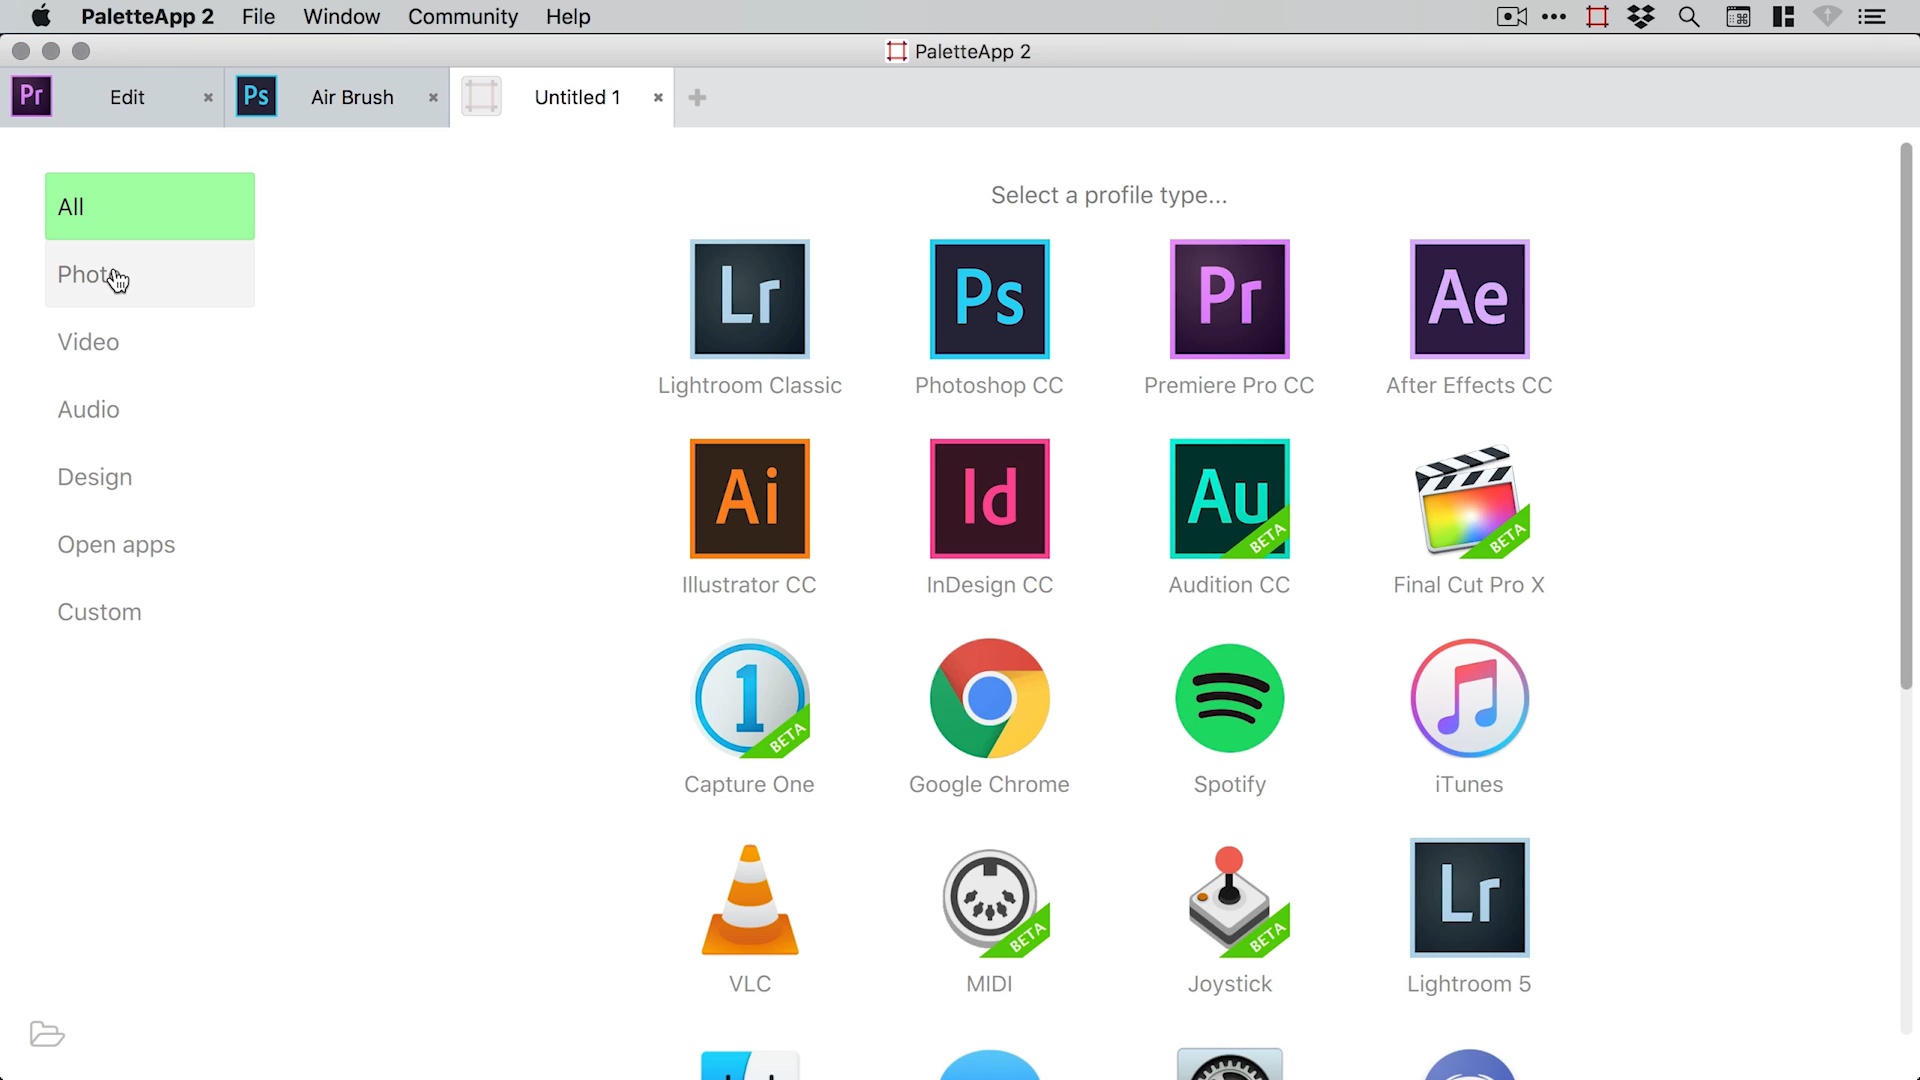 PaletteApp 2 File Window Community Help
PaletteApp 2
Pr Edit Ps Air Brush Untitled 1
All
Photo
Video
Audio
Design
Open apps
Custom
Select a profile type...
Lr Ps Pr Ae
Lightroom Classic Photoshop CC Premiere Pro CC After Effects CC
Ai Id Au BETA BETA
Illustrator CC InDesign CC Audition CC Final Cut Pro X
1 BETA
Capture One Google Chrome Spotify iTunes
BETA BETA Lr
VLC MIDI Joystick Lightroom 5